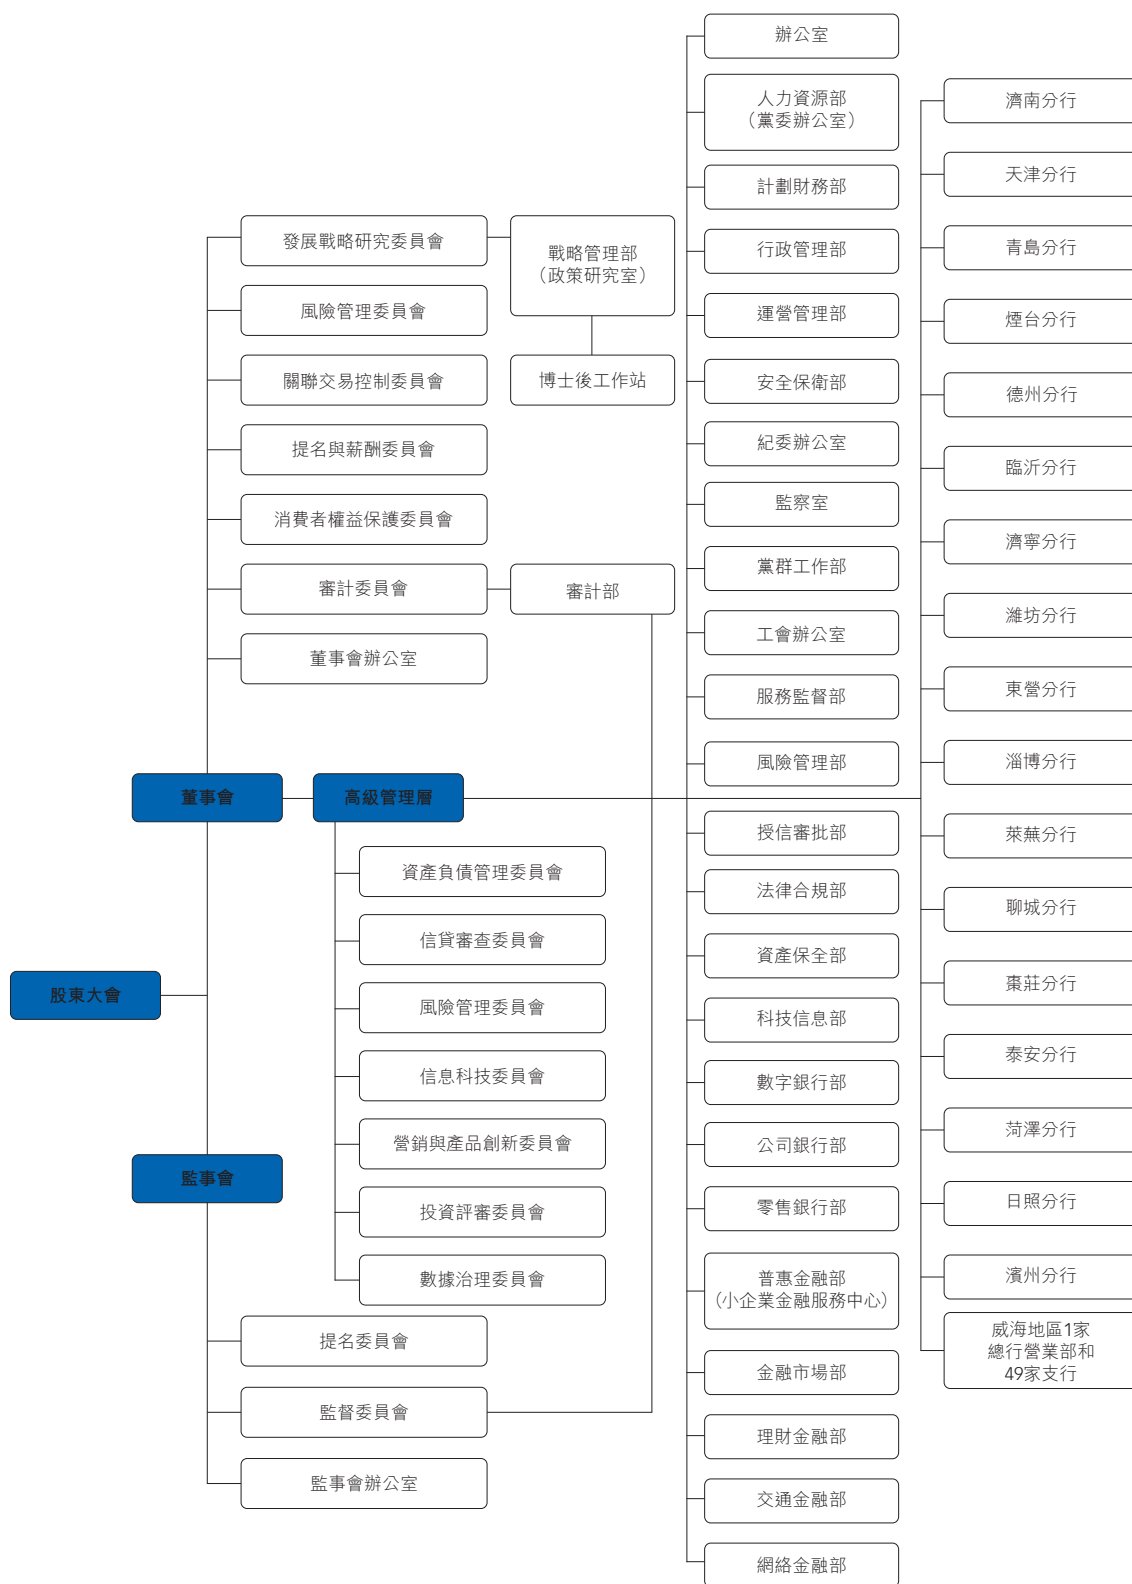 股東大會
董事會
監事會
高級管理層
發展戰略研究委員會
風險管理委員會
關聯交易控制委員會
提名與薪酬委員會
消費者權益保護委員會
審計委員會
董事會辦公室
戰略管理部
（政策研究室）
博士後工作站
審計部
資產負債管理委員會
信貸審查委員會
風險管理委員會
信息科技委員會
營銷與產品創新委員會
投資評審委員會
數據治理委員會
提名委員會
監督委員會
監事會辦公室
辦公室
人力資源部
（黨委辦公室）
計劃財務部
行政管理部
運營管理部
安全保衛部
紀委辦公室
監察室
黨群工作部
工會辦公室
服務監督部
風險管理部
授信審批部
法律合規部
資產保全部
科技信息部
數字銀行部
公司銀行部
零售銀行部
普惠金融部
（小企業金融服務中心）
金融市場部
理財金融部
交通金融部
網絡金融部
濟南分行
天津分行
青島分行
煙台分行
德州分行
臨沂分行
濟寧分行
濰坊分行
東營分行
淄博分行
萊蕪分行
聊城分行
棗莊分行
泰安分行
菏澤分行
日照分行
濱州分行
威海地區1家
總行營業部和
49家支行